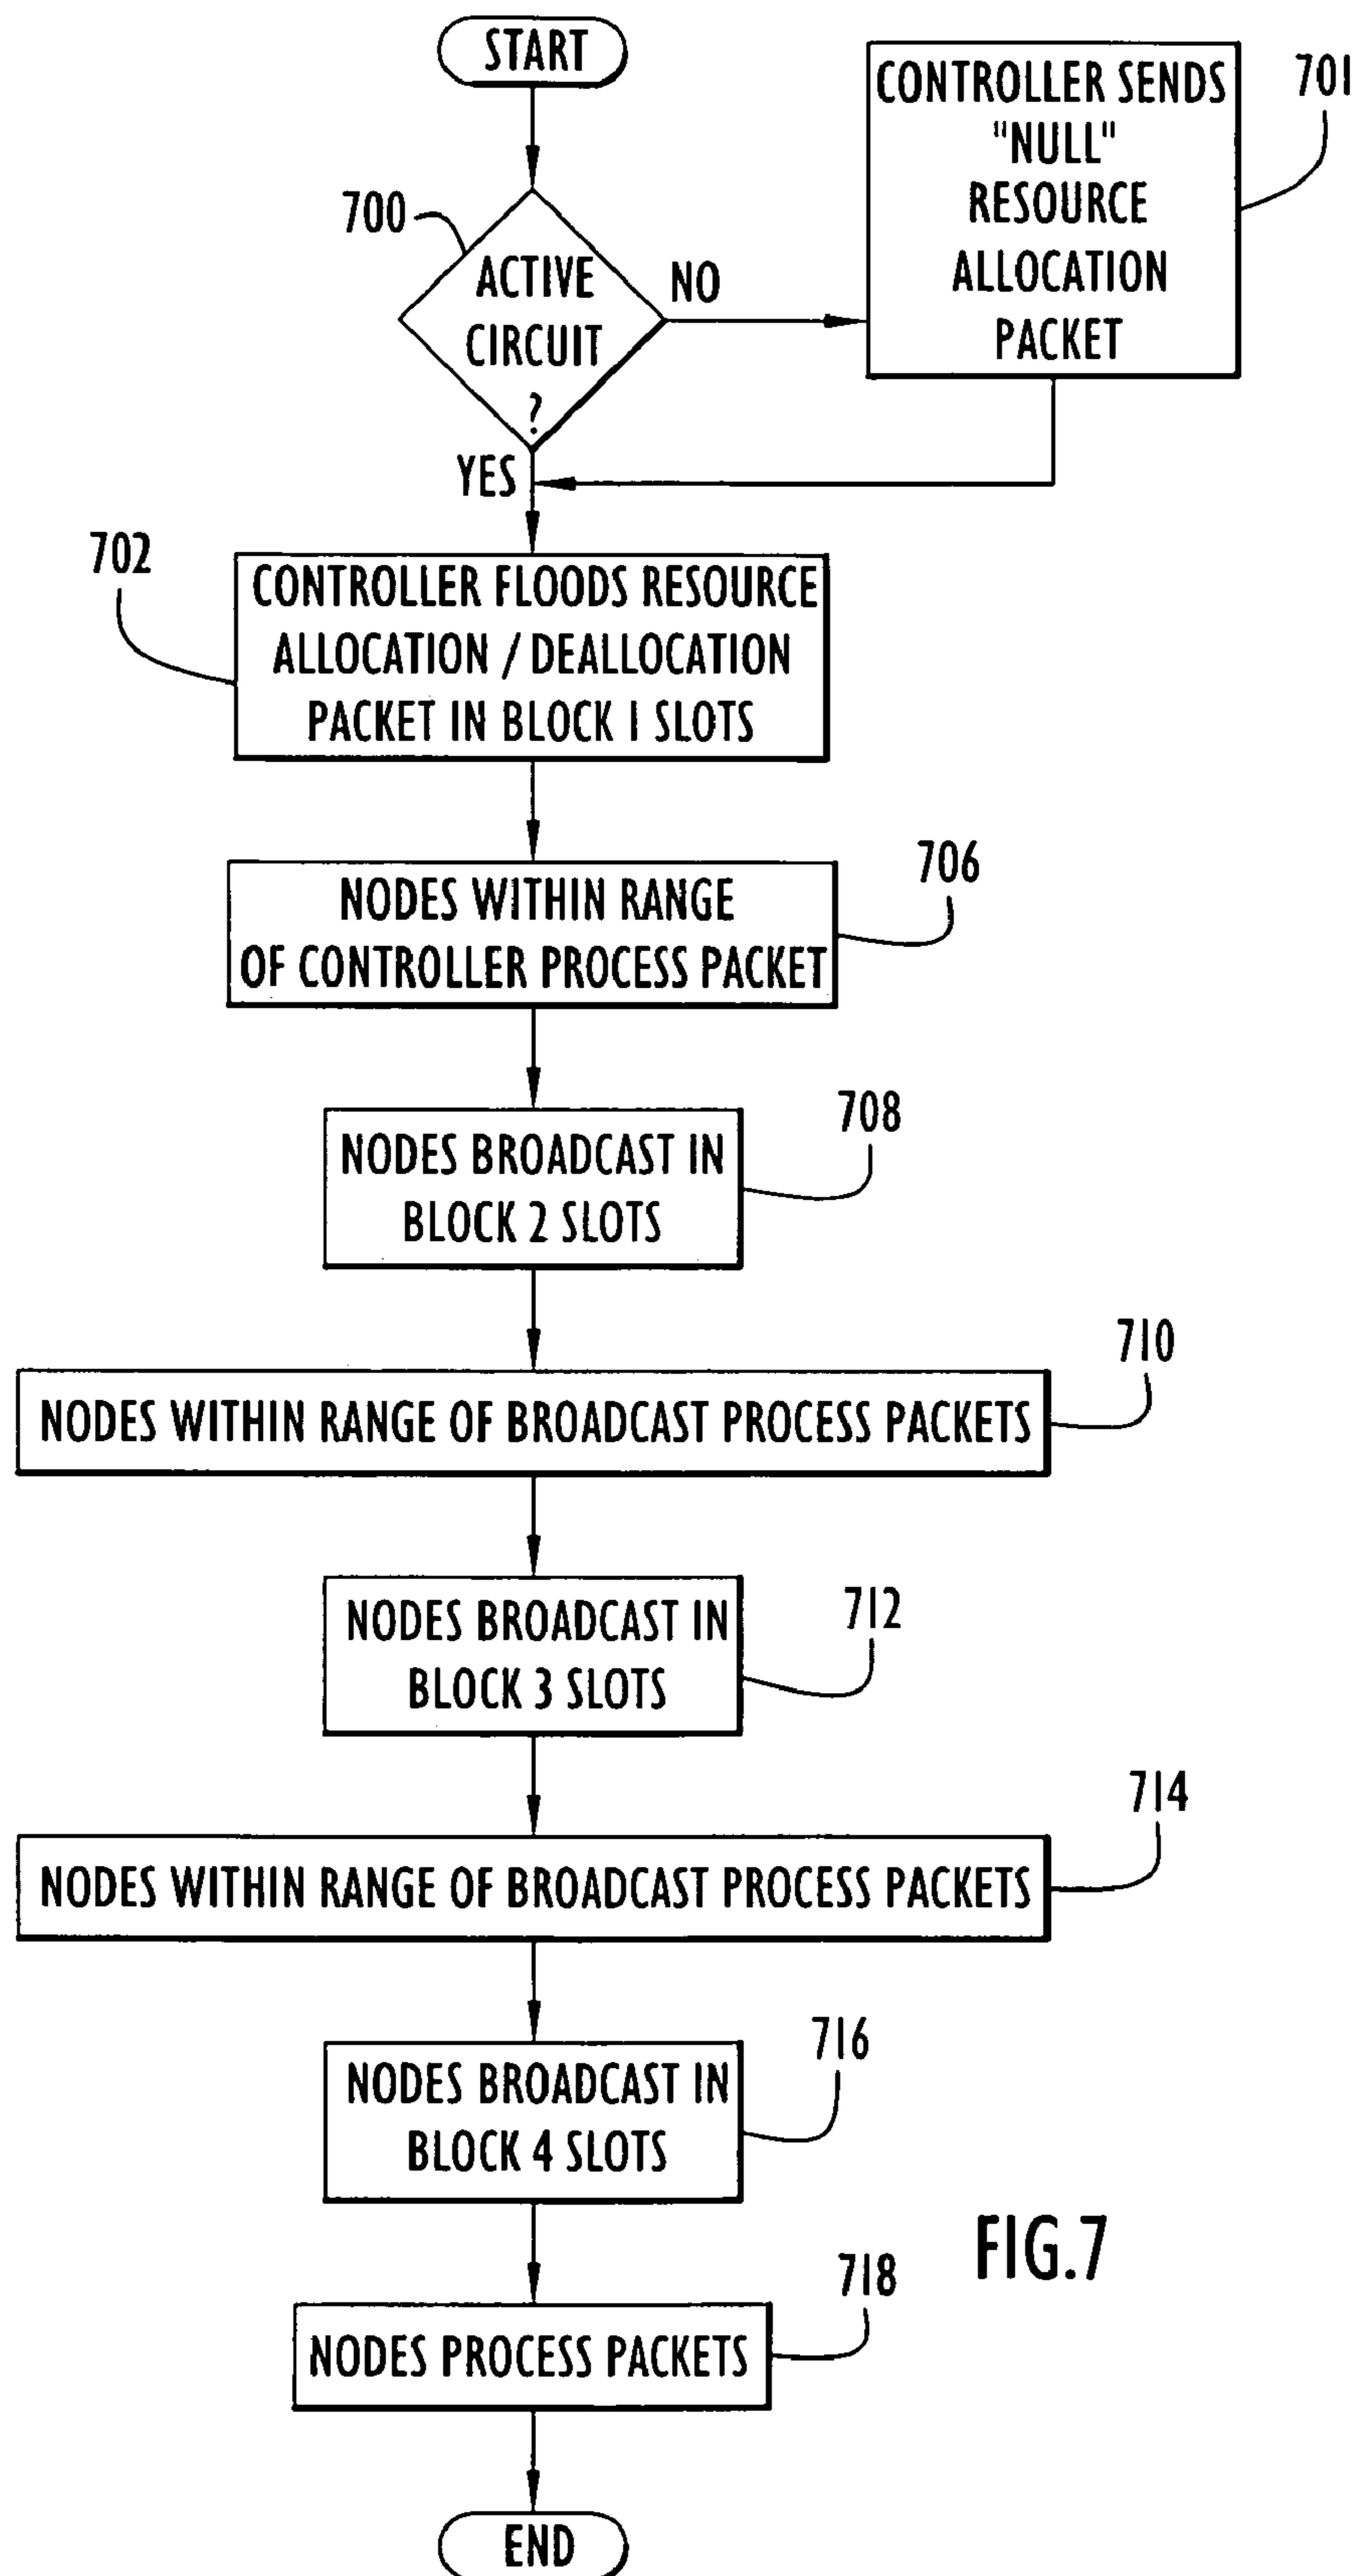 START
CONTROLLER SENDS
"NULL"
RESOURCE
ALLOCATION
PACKET
701
700
ACTIVE
CIRCUIT
?
NO
YES
702
CONTROLLER FLOODS RESOURCE
ALLOCATION / DEALLOCATION
PACKET IN BLOCK 1 SLOTS
706
NODES WITHIN RANGE
OF CONTROLLER PROCESS PACKET
708
NODES BROADCAST IN
BLOCK 2 SLOTS
710
NODES WITHIN RANGE OF BROADCAST PROCESS PACKETS
712
NODES BROADCAST IN
BLOCK 3 SLOTS
714
NODES WITHIN RANGE OF BROADCAST PROCESS PACKETS
716
NODES BROADCAST IN
BLOCK 4 SLOTS
FIG.7
718
NODES PROCESS PACKETS
END